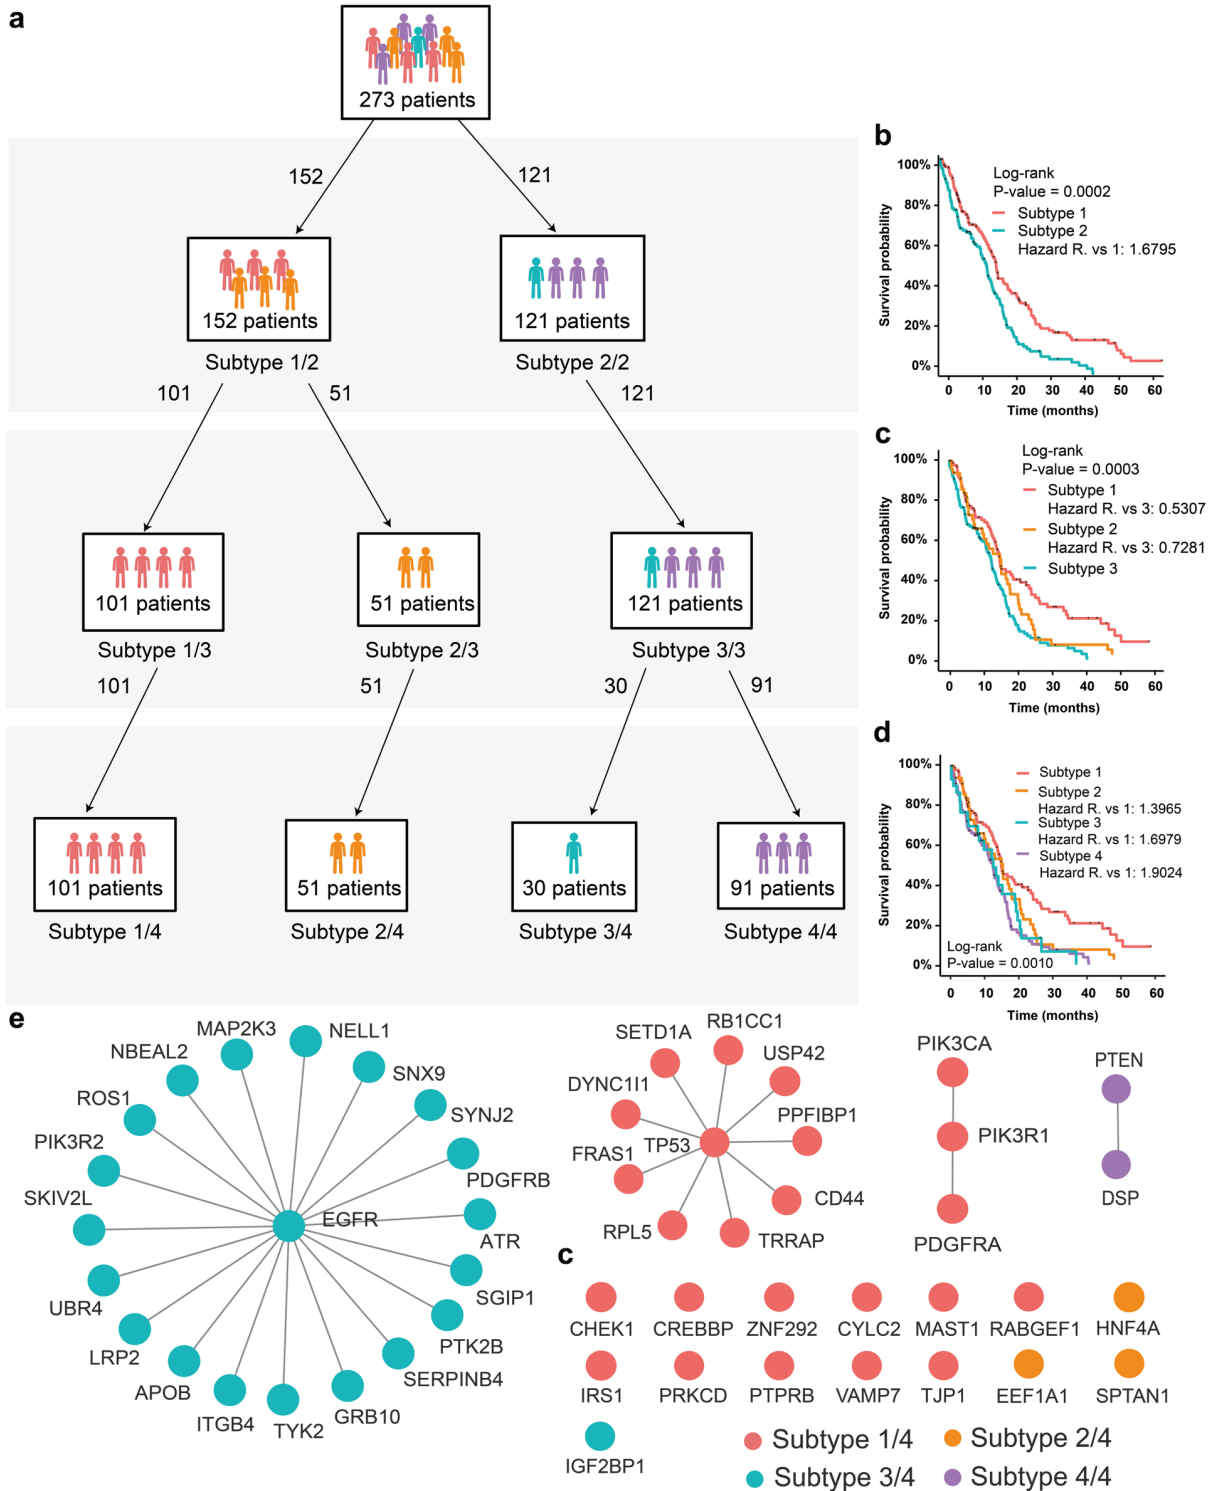 a
273 patients
152
121
152 patients
121 patients
Subtype 1/2
Subtype 2/2
101
51
121
101 patients
51 patients
121 patients
Subtype 1/3
Subtype 2/3
Subtype 3/3
101
51
30
91
101 patients
51 patients
30 patients
91 patients
Subtype 1/4
Subtype 2/4
Subtype 3/4
Subtype 4/4
b
Survival probability
100%
80%
60%
40%
20%
0%
Log-rank
P-value = 0.0002
Subtype 1
Subtype 2
Hazard R. vs 1: 1.6795
0 10 20 30 40 50 60
Time (months)
c
Survival probability
100%
80%
60%
40%
20%
0%
Log-rank
P-value = 0.0003
Subtype 1
Hazard R. vs 3: 0.5307
Subtype 2
Hazard R. vs 3: 0.7281
Subtype 3
0 10 20 30 40 50 60
Time (months)
d
Survival probability
100%
80%
60%
40%
20%
0%
Subtype 1
Subtype 2
Hazard R. vs 1: 1.3965
Subtype 3
Hazard R. vs 1: 1.6979
Subtype 4
Hazard R. vs 1: 1.9024
Log-rank
P-value = 0.0010
0 10 20 30 40 50 60
Time (months)
e
MAP2K3
NELL1
NBEAL2
SNX9
ROS1
SYNJ2
PIK3R2
PDGFRB
SKIV2L
EGFR
ATR
UBR4
SGIP1
LRP2
PTK2B
APOB
SERPINB4
ITGB4
TYK2
GRB10
SETD1A
RB1CC1
USP42
DYNC1I1
PPFIBP1
TP53
FRAS1
CD44
RPL5
TRRAP
PIK3CA
PIK3R1
PDGFRA
PTEN
DSP
c
CHEK1 CREBBP ZNF292 CYLC2 MAST1 RABGEF1 HNF4A
IRS1 PRKCD PTPRB VAMP7 TJP1 EEF1A1 SPTAN1
IGF2BP1
Subtype 1/4
Subtype 2/4
Subtype 3/4
Subtype 4/4